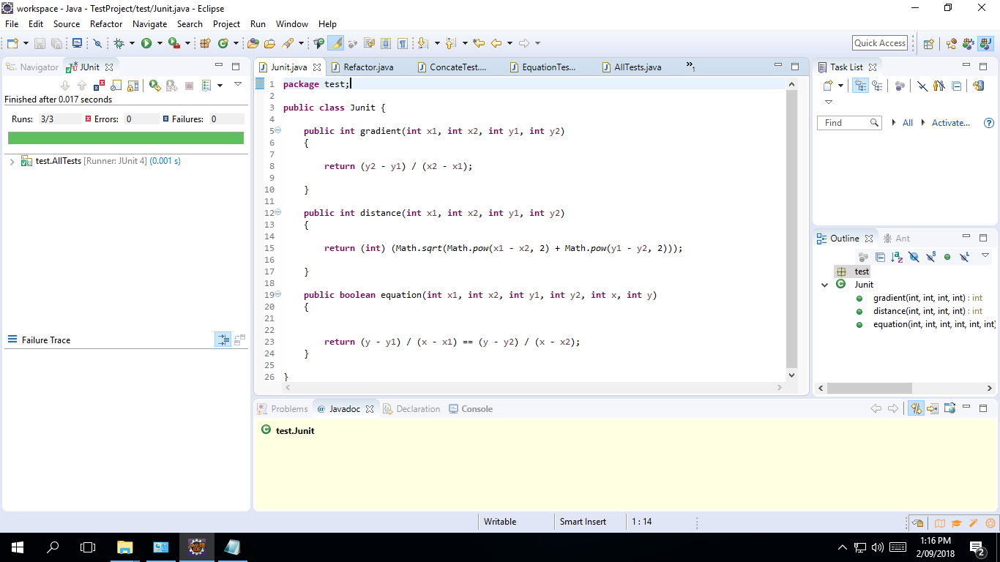 workspace - Java - TestProject/test/Junit.java - Eclipse
File Edit Source Refactor Navigate Search Project Run Window Help
Quick Access
Navigator JUnit
Finished after 0.017 seconds
Runs: 3/3 Errors: 0 Failures: 0
test.AllTests [Runner: JUnit 4] (0.001 s)
Failure Trace
Junit.java Refactor.java ConcateTest.... EquationTes... AllTests.java »1
1 package test;
2
3 public class Junit {
4
5 public int gradient(int x1, int x2, int y1, int y2)
6 {
7
8 return (y2 - y1) / (x2 - x1);
9
10 }
11
12 public int distance(int x1, int x2, int y1, int y2)
13 {
14
15 return (int) (Math.sqrt(Math.pow(x1 - x2, 2) + Math.pow(y1 - y2, 2)));
16
17 }
18
19 public boolean equation(int x1, int x2, int y1, int y2, int x, int y)
20 {
21
22
23 return (y - y1) / (x - x1) == (y - y2) / (x - x2);
24 }
25
26 }
Task List
Find All Activate...
Outline Ant
test
Junit
gradient(int, int, int, int) : int
distance(int, int, int, int) : int
equation(int, int, int, int, int, int)
Problems @ Javadoc Declaration Console
test.Junit
Writable Smart Insert 1 : 14
1:16 PM
2/09/2018
2